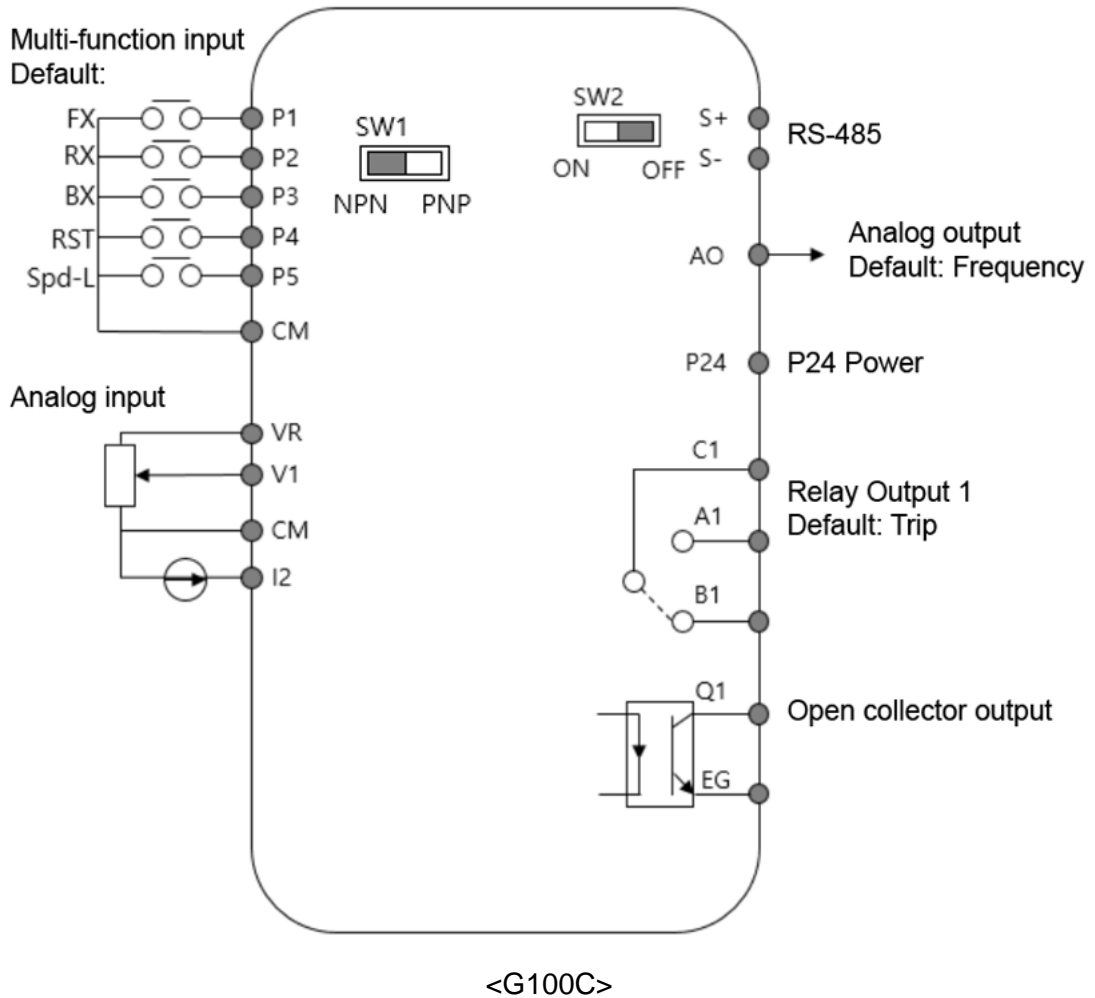 Multi-function input
Default:
FX
P1
RX
P2
BX
P3
RST
P4
Spd-L
P5
CM
SW1
NPN PNP
SW2
ON OFF
S+
S-
RS-485
AO
Analog output
Default: Frequency
P24
P24 Power
Analog input
VR
V1
CM
I2
C1
A1
B1
Relay Output 1
Default: Trip
Q1
EG
Open collector output
<G100C>